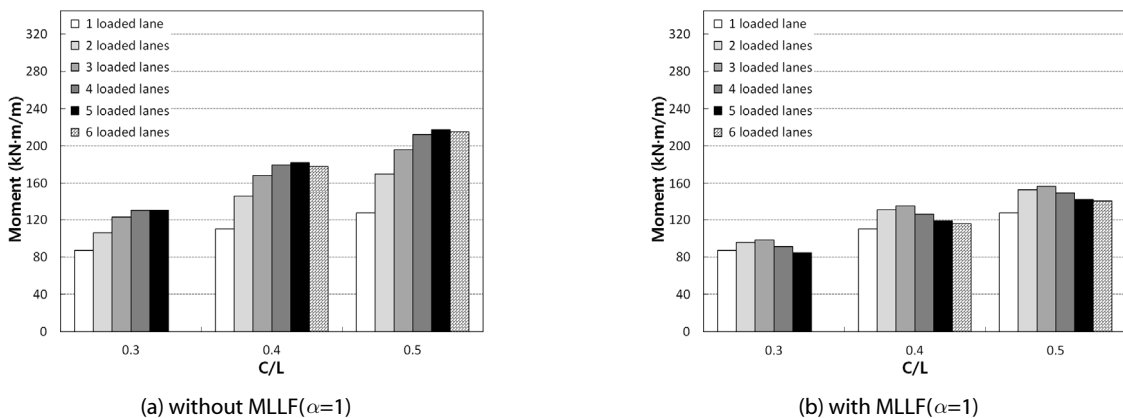 320
280
240
200
160
120
80
40
0
Moment (kN·m/m)
1 loaded lane
2 loaded lanes
3 loaded lanes
4 loaded lanes
5 loaded lanes
6 loaded lanes
0.3 0.4 0.5
C/L
(a) without MLLF(α=1)
320
280
240
200
160
120
80
40
0
Moment (kN·m/m)
1 loaded lane
2 loaded lanes
3 loaded lanes
4 loaded lanes
5 loaded lanes
6 loaded lanes
0.3 0.4 0.5
C/L
(b) with MLLF(α=1)